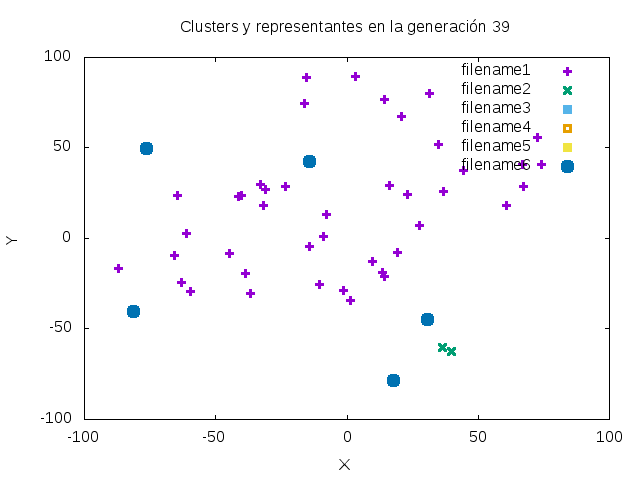 Clusters y representantes en la generación 39
100
50
0
-50
-100
-100
-50
0
50
100
Y
X
filename1
filename2
filename3
filename4
filename5
filename6